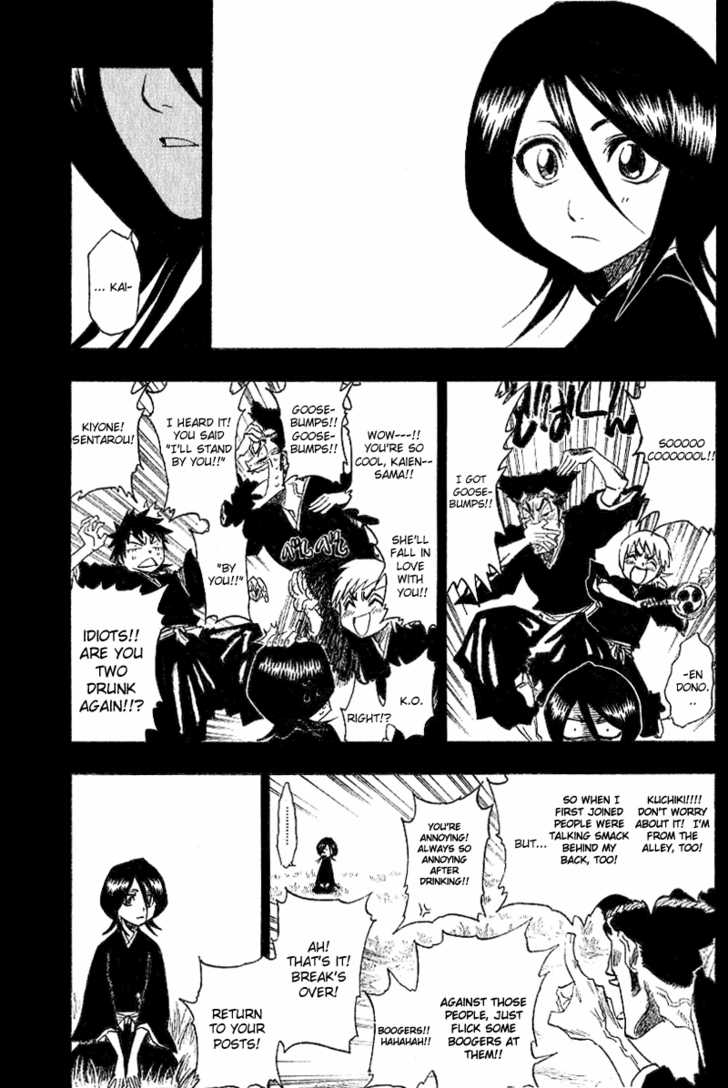 ... KAI-
SOOOOO
COOOOOOL!!
I GOT
GOOSE-
BUMPS!!
-EN
DONO.
. .
WOW---!!
YOU'RE SO
COOL, KAIEN--
SAMA!!
GOOSE-
BUMPS!!
GOOSE-
BUMPS!!
I HEARD IT!
YOU SAID
"I'LL STAND
BY YOU!!"
KIYONE!
SENTAROU!
SHE'LL
FALL IN
LOVE
WITH
YOU!!
"BY
YOU!!"
K.O.
RIGHT!?
IDIOTS!!
ARE YOU
TWO
DRUNK
AGAIN!!?
KUCHIKI!!!!
DON'T WORRY
ABOUT IT! I'M
FROM THE
ALLEY, TOO!
SO WHEN I
FIRST JOINED
PEOPLE WERE
TALKING SMACK
BEHIND MY
BACK, TOO!
BUT...
AGAINST THOSE
PEOPLE, JUST
FLICK SOME
BOOGERS AT
THEM!!
YOU'RE
ANNOYING!
ALWAYS SO
ANNOYING
AFTER
DRINKING!!
BOOGERS!!
HAHAHAH!!
.........
AH!
THAT'S IT!
BREAK'S
OVER!
RETURN
TO YOUR
POSTS!